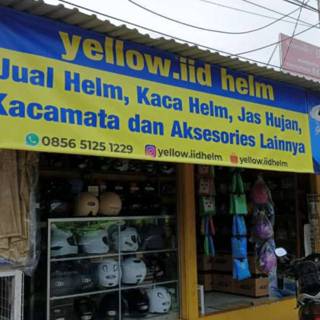 yellow.iid helm
Jual Helm, Kaca Helm, Jas Hujan,
Kacamata dan Aksesories Lainnya
0856 5125 1229 yellow.iidhelm yellow.iidhelm